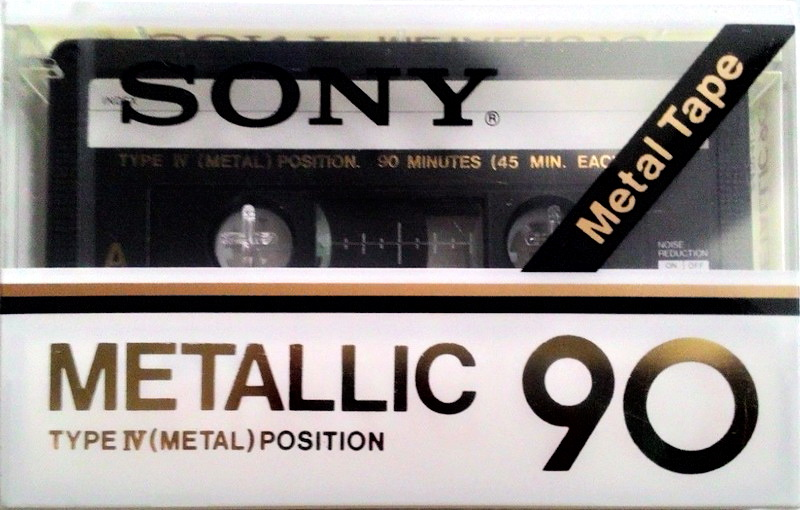 SONY®
INDEX
TYPE IV (METAL) POSITION. 90 MINUTES (45 MIN. EAC
Metal Tape
A
NOISE
REDUCTION
ON OFF
METALLIC 90
TYPE IV (METAL) POSITION